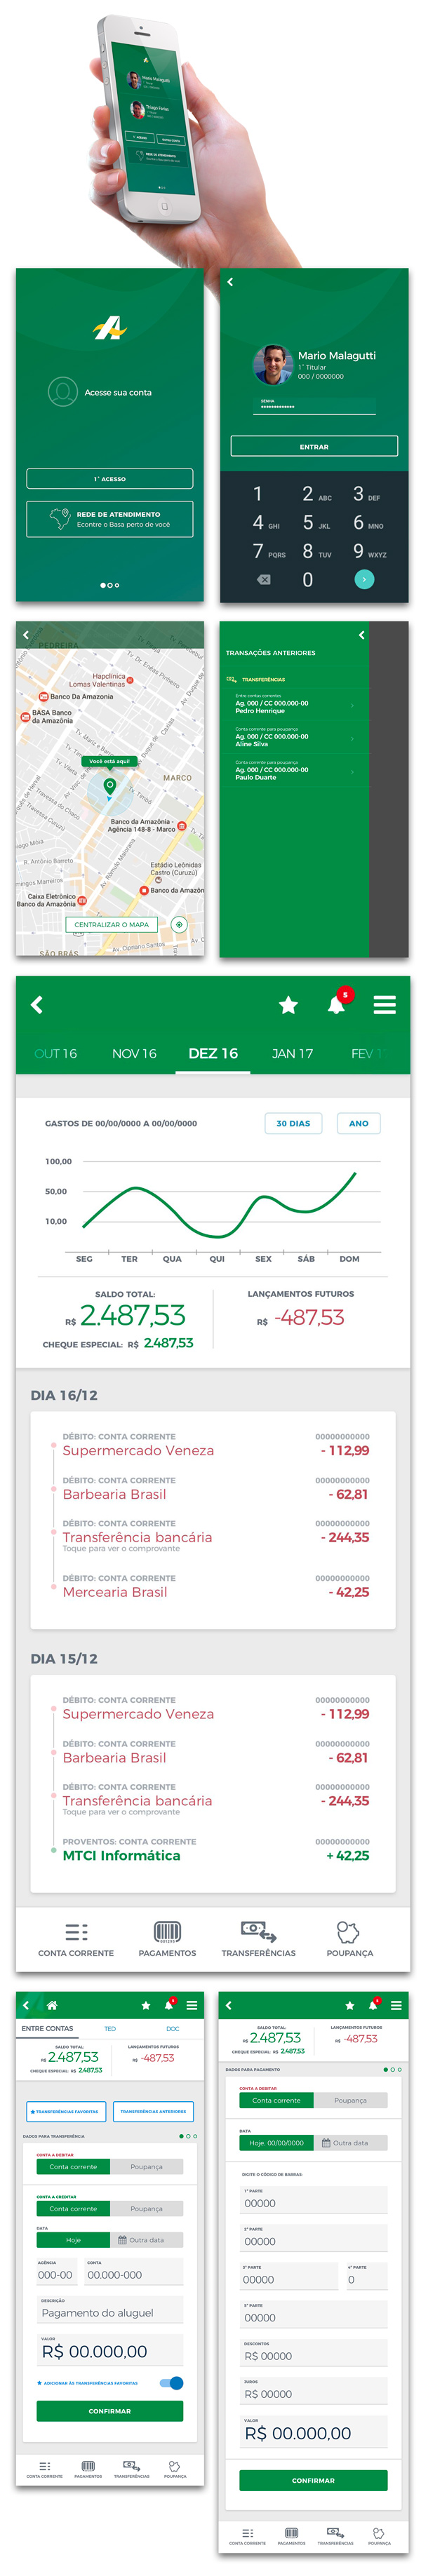 Mario Malagutti
Thiago Farias
Acesse sua conta
1° ACESSO
REDE DE ATENDIMENTO
Econtre o Basa perto de você
Mario Malagutti
1° Titular
000 / 0000000
SENHA
ENTRAR
1
2 ABC
3 DEF
4 GHI
5 JKL
6 MNO
7 PQRS
8 TUV
9 WXYZ
0
PEDREIRA
Tv. Dr. Enéas Pinheiro
Av. Duque de
Hapclinica
Lomas Valentinas
Banco Da Amazonia
BASA Banco
da Amazônia
Você está aqui!
MARCO
Travessa do Chaco
Av. Rômulo Maiorana
Banco da Amazônia -
Agência 148-8 - Marco
Estádio Leônidas
Castro (Curuzú)
R. Antônio Barreto
Banco da Amazôn
Caixa Eletrônico
Banco da Amazônia
CENTRALIZAR O MAPA
Av. Cipriano Santos
SÃO BRÁS
TRANSAÇÕES ANTERIORES
TRANSFERÊNCIAS
Entre contas correntes
Ag. 000 / CC 000.000-00
Pedro Henrique
Conta corrente para poupança
Ag. 000 / CC 000.000-00
Aline Silva
Conta corrente para poupança
Ag. 000 / CC 000.000-00
Paulo Duarte
5
OUT 16 NOV 16 DEZ 16 JAN 17 FEV 1
GASTOS DE 00/00/0000 A 00/00/0000 30 DIAS ANO
100,00
50,00
10,00
SEG TER QUA QUI SEX SÁB DOM
SALDO TOTAL:
R$ 2.487,53
CHEQUE ESPECIAL: R$ 2.487,53
LANÇAMENTOS FUTUROS
R$ -487,53
DIA 16/12
DÉBITO: CONTA CORRENTE 00000000000
Supermercado Veneza - 112,99
DÉBITO: CONTA CORRENTE 00000000000
Barbearia Brasil - 62,81
DÉBITO: CONTA CORRENTE 00000000000
Transferência bancária - 244,35
Toque para ver o comprovante
DÉBITO: CONTA CORRENTE 00000000000
Mercearia Brasil - 42,25
DIA 15/12
DÉBITO: CONTA CORRENTE 00000000000
Supermercado Veneza - 112,99
DÉBITO: CONTA CORRENTE 00000000000
Barbearia Brasil - 62,81
DÉBITO: CONTA CORRENTE 00000000000
Transferência bancária - 244,35
Toque para ver o comprovante
PROVENTOS: CONTA CORRENTE 00000000000
MTCI Informática + 42,25
CONTA CORRENTE PAGAMENTOS TRANSFERÊNCIAS POUPANÇA
ENTRE CONTAS TED DOC
SALDO TOTAL:
R$ 2.487,53
CHEQUE ESPECIAL: R$ 2.487,53
LANÇAMENTOS FUTUROS
R$ -487,53
TRANSFERÊNCIAS FAVORITAS TRANSFERÊNCIAS ANTERIORES
DADOS PARA TRANSFERÊNCIA
CONTA A DEBITAR
Conta corrente Poupança
CONTA A CREDITAR
Conta corrente Poupança
DATA
Hoje Outra data
AGÊNCIA CONTA
000-00 00.000-000
DESCRIÇÃO
Pagamento do aluguel
VALOR
R$ 00.000,00
ADICIONAR ÀS TRANSFERÊNCIAS FAVORITAS
CONFIRMAR
CONTA CORRENTE PAGAMENTOS TRANSFERÊNCIAS POUPANÇA
SALDO TOTAL:
R$ 2.487,53
CHEQUE ESPECIAL: R$ 2.487,53
LANÇAMENTOS FUTUROS
R$ -487,53
DADOS PARA PAGAMENTO
CONTA A DEBITAR
Conta corrente Poupança
DATA
Hoje, 00/00/0000 Outra data
DIGITE O CÓDIGO DE BARRAS:
1ª PARTE
00000
2ª PARTE
00000
3ª PARTE 4ª PARTE
00000 0
5ª PARTE
00000
DESCONTOS
R$ 00000
JUROS
R$ 00000
VALOR
R$ 00.000,00
CONFIRMAR
CONTA CORRENTE PAGAMENTOS TRANSFERÊNCIAS POUPANÇA